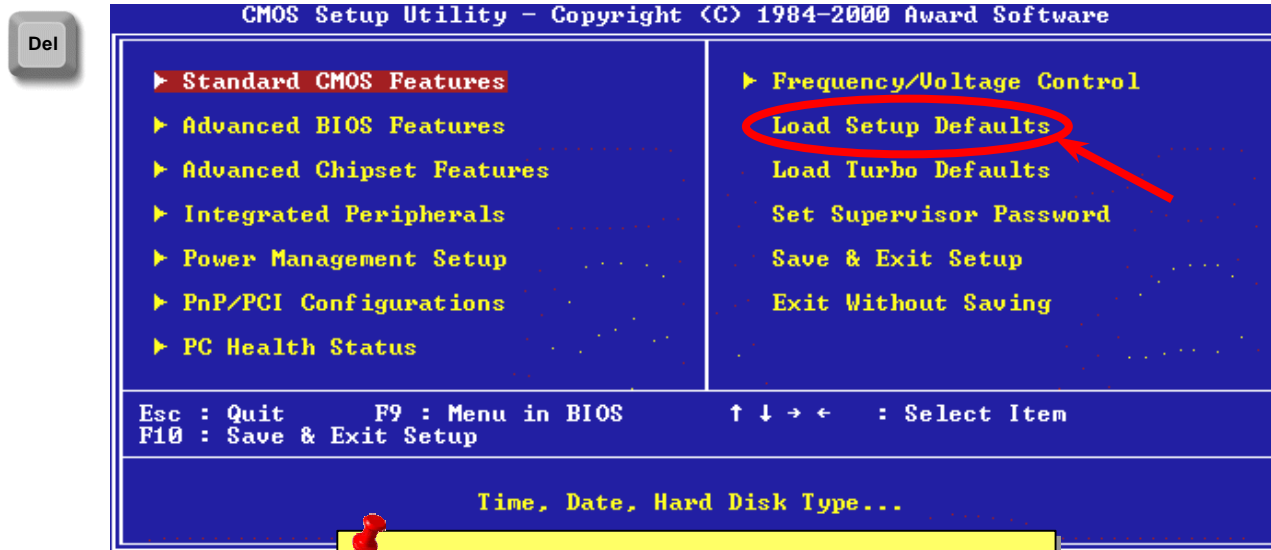 Del
CMOS Setup Utility – Copyright (C) 1984–2000 Award Software
Standard CMOS Features
Advanced BIOS Features
Advanced Chipset Features
Integrated Peripherals
Power Management Setup
PnP/PCI Configurations
PC Health Status
Frequency/Voltage Control
Load Setup Defaults
Load Turbo Defaults
Set Supervisor Password
Save & Exit Setup
Exit Without Saving
Esc : Quit F9 : Menu in BIOS ↑ ↓ → ← : Select Item
F10 : Save & Exit Setup
Time, Date, Hard Disk Type...